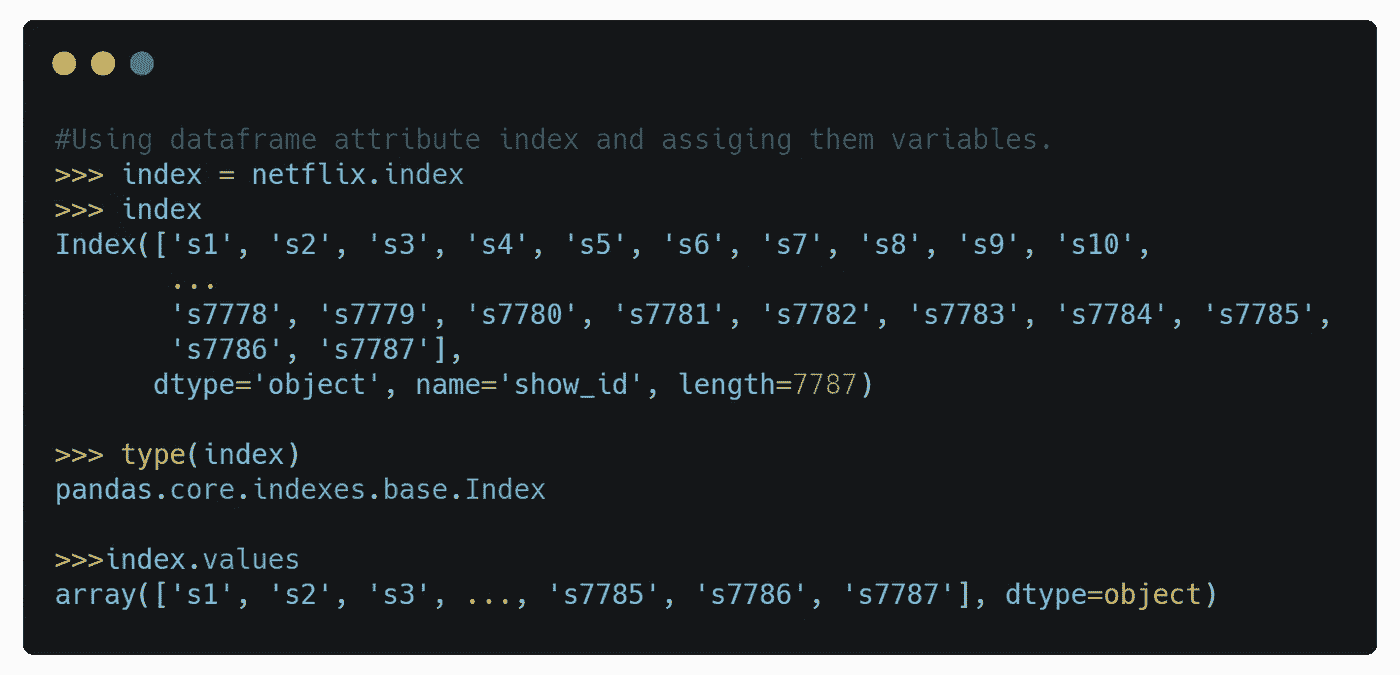 #Using dataframe attribute index and assiging them variables.
>>> index = netflix.index
>>> index
Index(['s1', 's2', 's3', 's4', 's5', 's6', 's7', 's8', 's9', 's10',
       ...
       's7778', 's7779', 's7780', 's7781', 's7782', 's7783', 's7784', 's7785',
       's7786', 's7787'],
      dtype='object', name='show_id', length=7787)
>>> type(index)
pandas.core.indexes.base.Index
>>>index.values
array(['s1', 's2', 's3', ..., 's7785', 's7786', 's7787'], dtype=object)